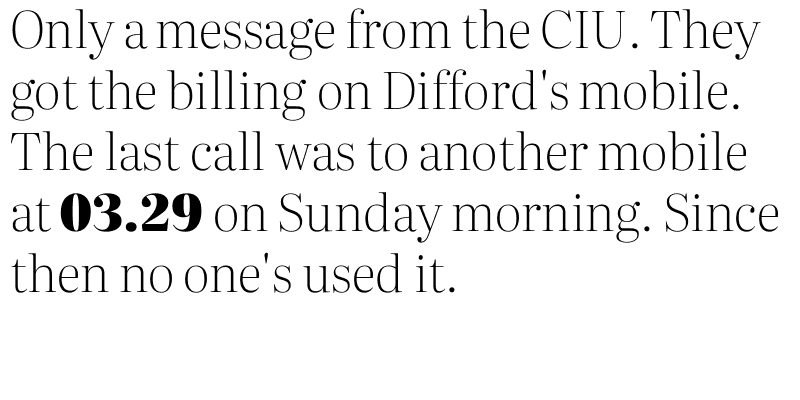 Only a message from the CIU. They
got the billing on Difford's mobile.
The last call was to another mobile
at 03.29 on Sunday morning. Since
then no one's used it.